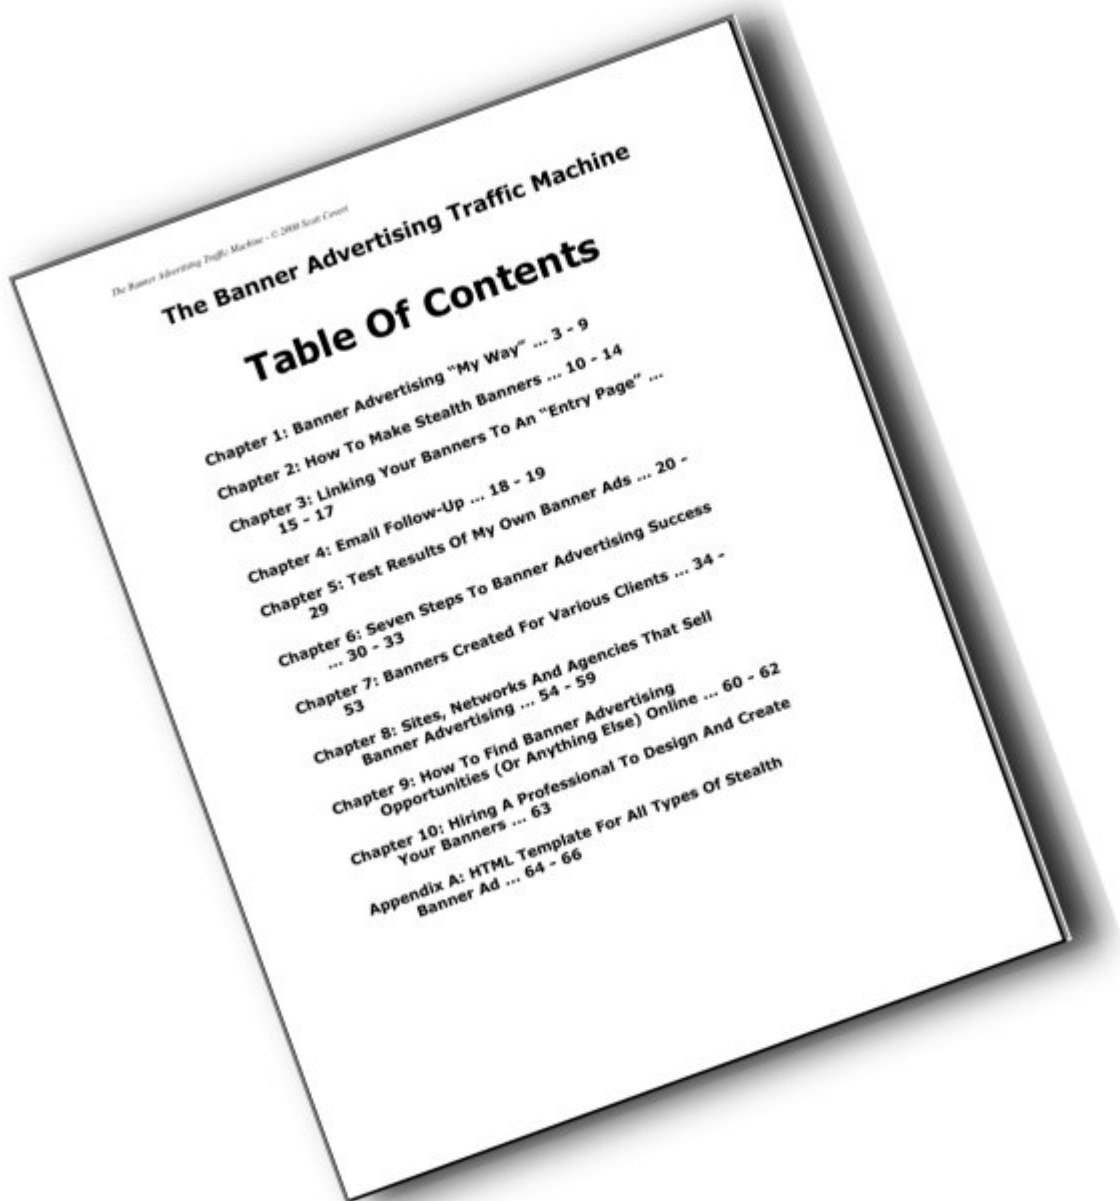 The Banner Advertising Traffic Machine - © 2000 Scott Covert
The Banner Advertising Traffic Machine
Table Of Contents
Chapter 1: Banner Advertising “My Way” ... 3 - 9
Chapter 2: How To Make Stealth Banners ... 10 - 14
Chapter 3: Linking Your Banners To An “Entry Page” ...
15 - 17
Chapter 4: Email Follow-Up ... 18 - 19
Chapter 5: Test Results Of My Own Banner Ads ... 20 -
29
Chapter 6: Seven Steps To Banner Advertising Success
... 30 - 33
Chapter 7: Banners Created For Various Clients ... 34 -
53
Chapter 8: Sites, Networks And Agencies That Sell
Banner Advertising ... 54 - 59
Chapter 9: How To Find Banner Advertising
Opportunities (Or Anything Else) Online ... 60 - 62
Chapter 10: Hiring A Professional To Design And Create
Your Banners ... 63
Appendix A: HTML Template For All Types Of Stealth
Banner Ad ... 64 - 66